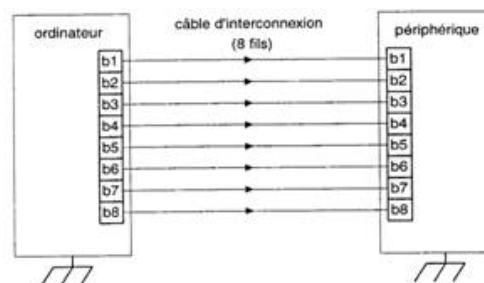 ordinateur
câble d'interconnexion
(8 fils)
périphérique
b1 b1
b2 b2
b3 b3
b4 b4
b5 b5
b6 b6
b7 b7
b8 b8